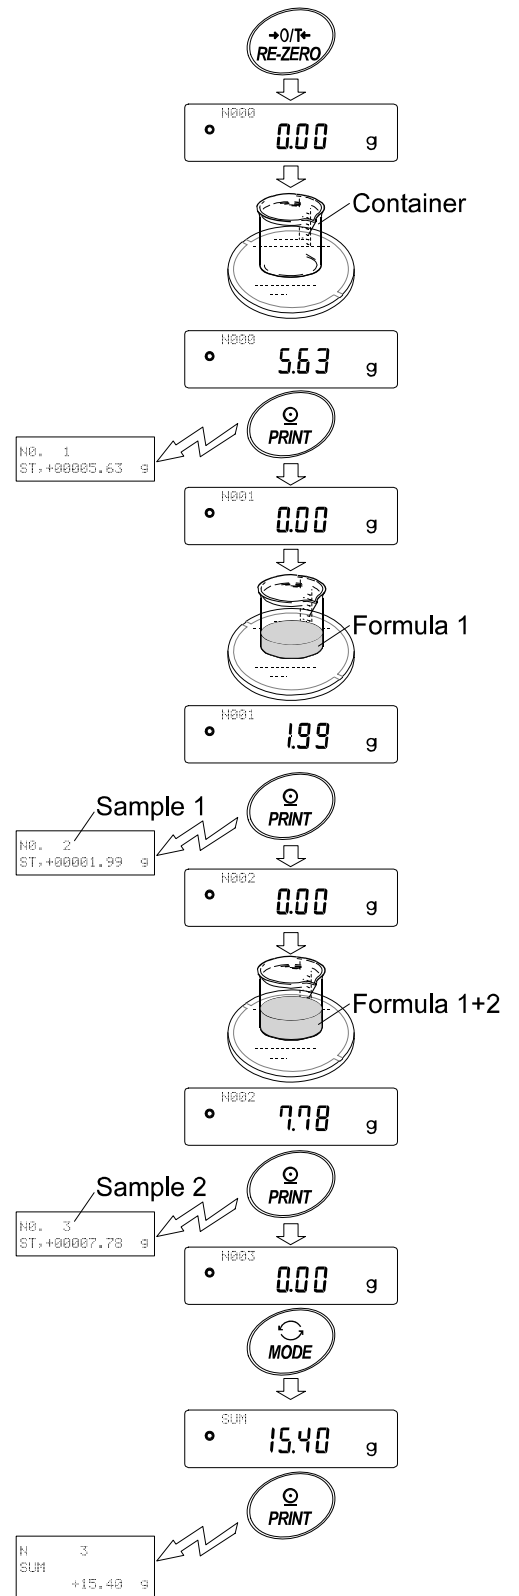 →0/T←
RE-ZERO
N000
0.00 g
Container
N000
5.63 g
PRINT
N0. 1
ST,+00005.63 g
N001
0.00 g
Formula 1
N001
1.99 g
PRINT
Sample 1
N0. 2
ST,+00001.99 g
N002
0.00 g
Formula 1+2
N002
7.78 g
PRINT
Sample 2
N0. 3
ST,+00007.78 g
N003
0.00 g
MODE
SUM
15.40 g
PRINT
N 3
SUM
+15.40 g